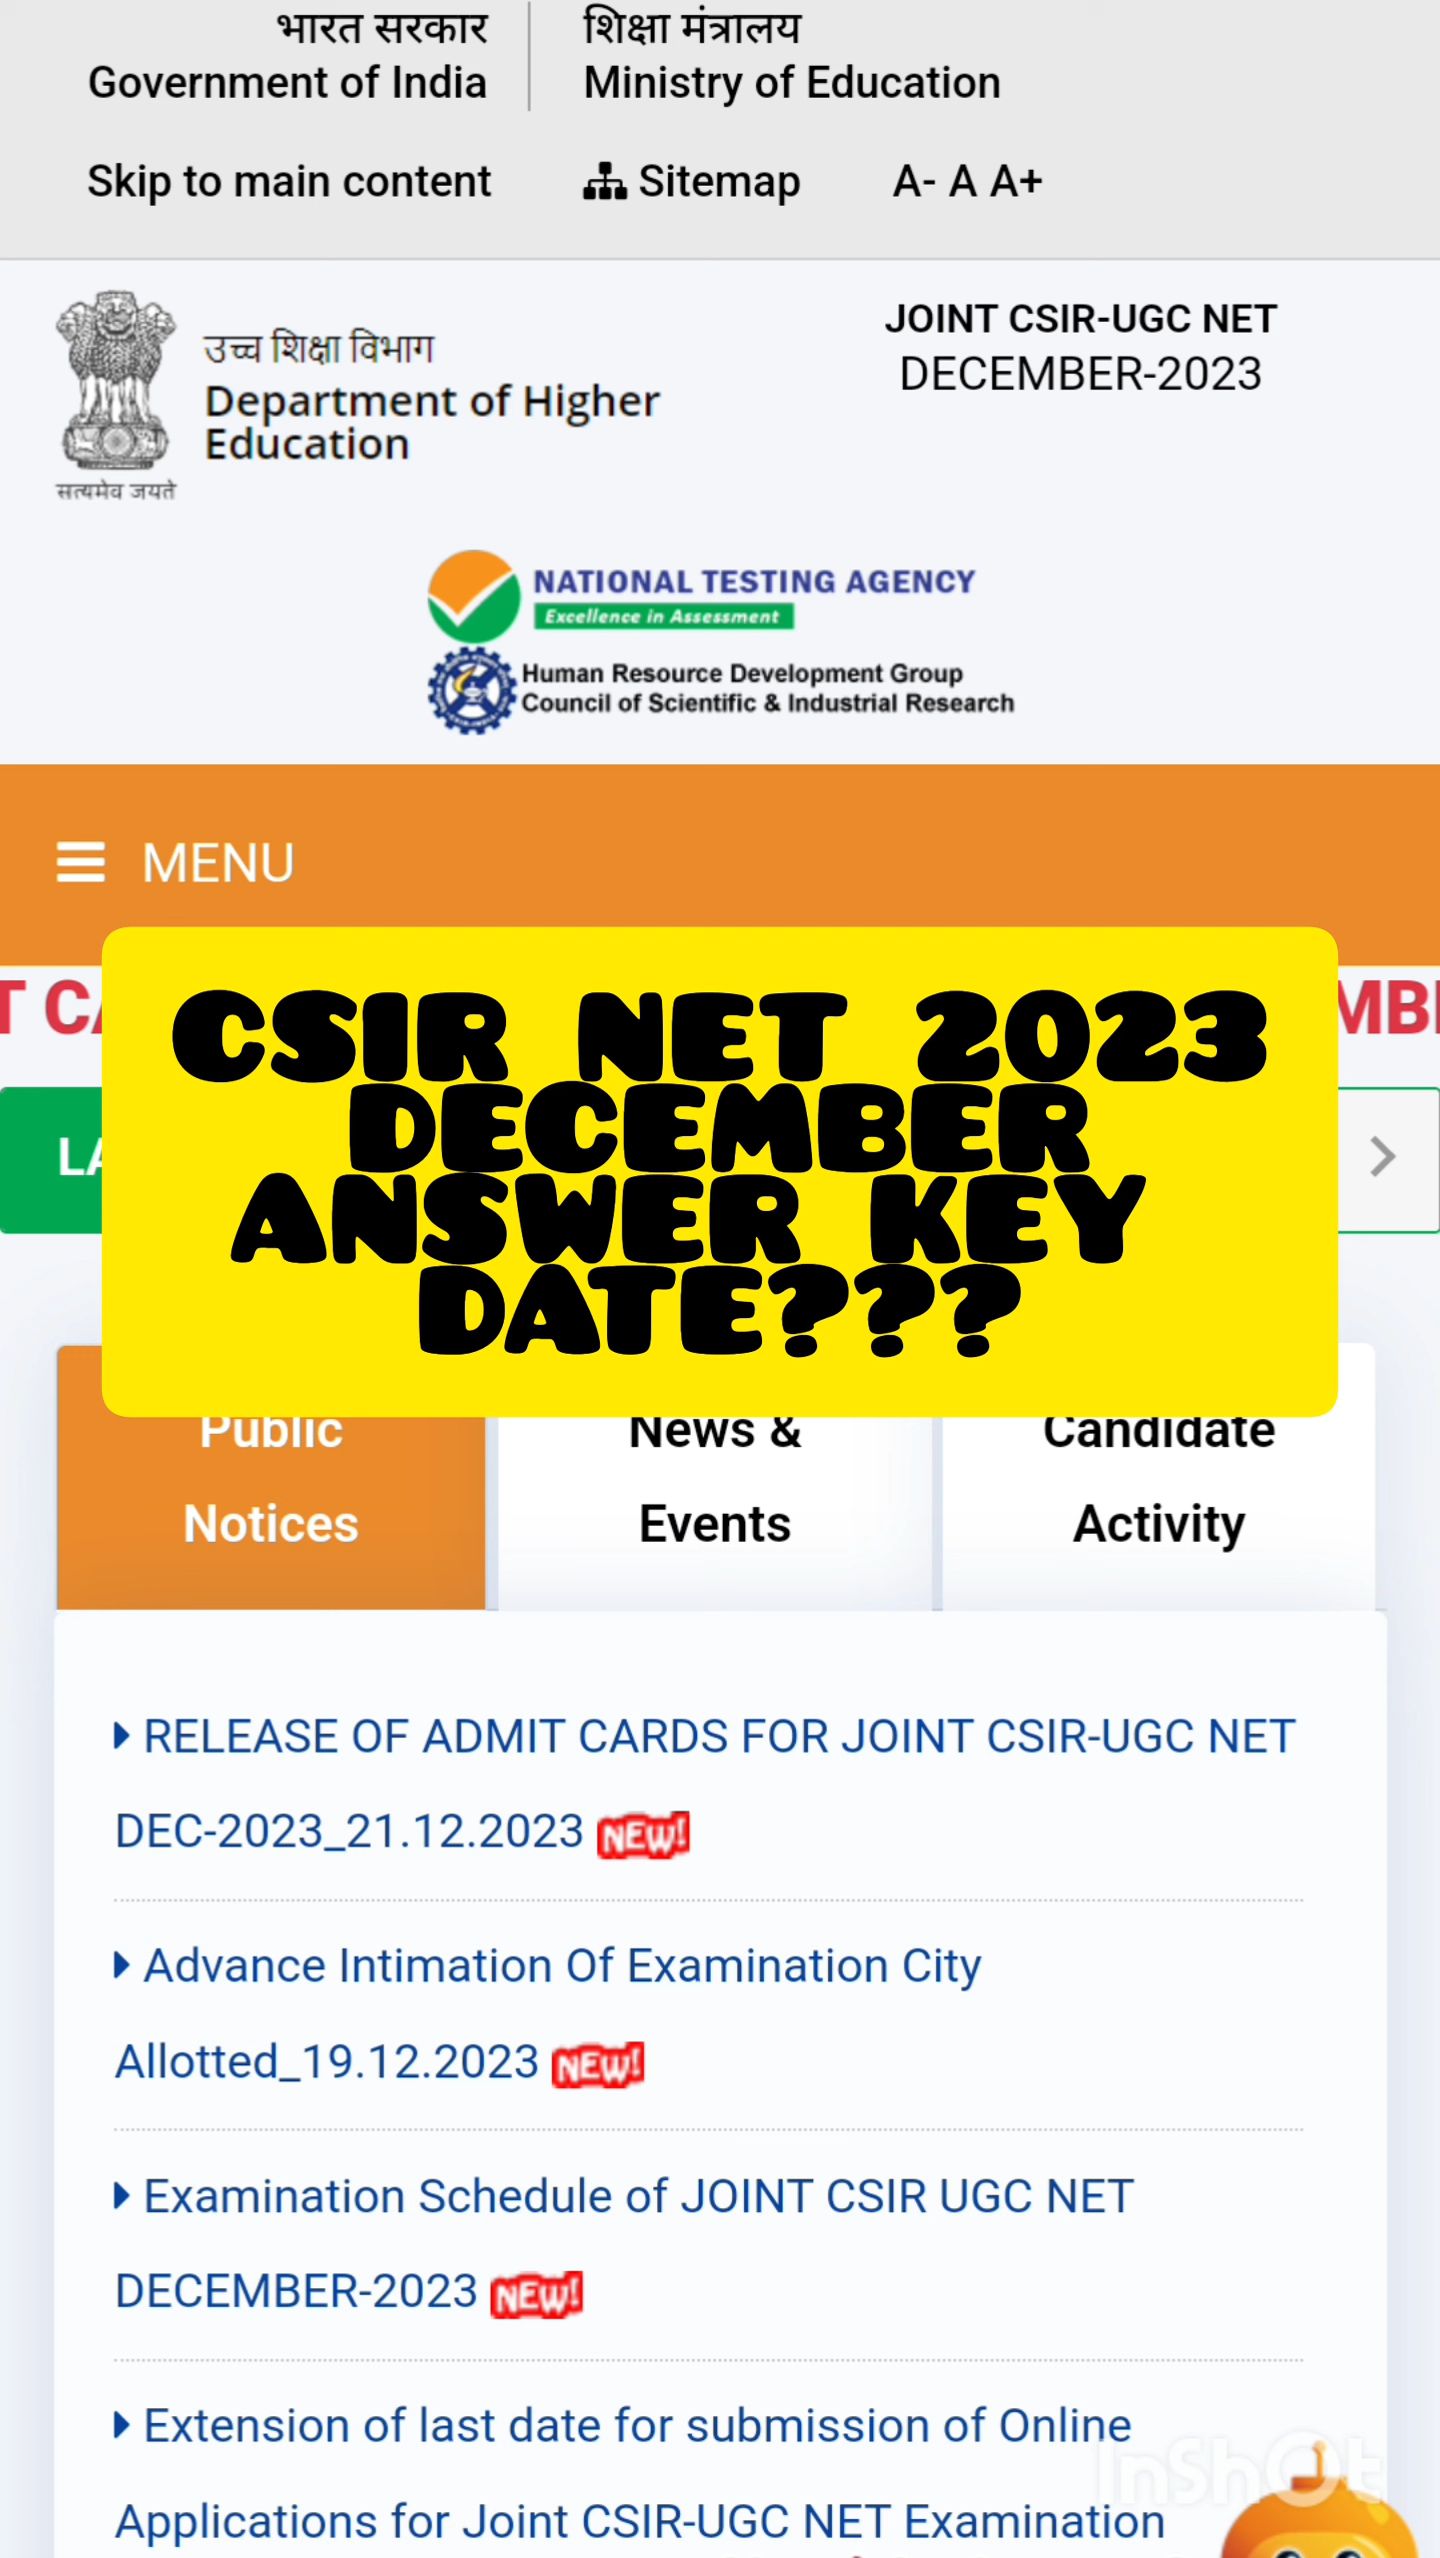 भारत सरकार
Government of India
शिक्षा मंत्रालय
Ministry of Education
Skip to main content
Sitemap
A- A A+
उच्च शिक्षा विभाग
Department of Higher
Education
सत्यमेव जयते
JOINT CSIR-UGC NET
DECEMBER-2023
NATIONAL TESTING AGENCY
Excellence in Assessment
Human Resource Development Group
Council of Scientific & Industrial Research
MENU
CSIR NET 2023
DECEMBER
ANSWER KEY
DATE???
Public
Notices
News &
Events
Candidate
Activity
RELEASE OF ADMIT CARDS FOR JOINT CSIR-UGC NET
DEC-2023_21.12.2023 NEW!
Advance Intimation Of Examination City
Allotted_19.12.2023 NEW!
Examination Schedule of JOINT CSIR UGC NET
DECEMBER-2023 NEW!
Extension of last date for submission of Online
Applications for Joint CSIR-UGC NET Examination
InShOt